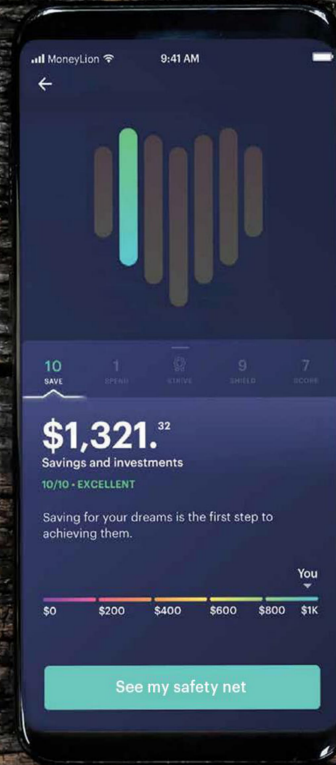 MoneyLion 9:41 AM
10 1 9 7
SAVE SPEND STRIVE SHIELD SCORE
$1,321.32
Savings and investments
10/10 • EXCELLENT
Saving for your dreams is the first step to
achieving them.
You
$0 $200 $400 $600 $800 $1K
See my safety net